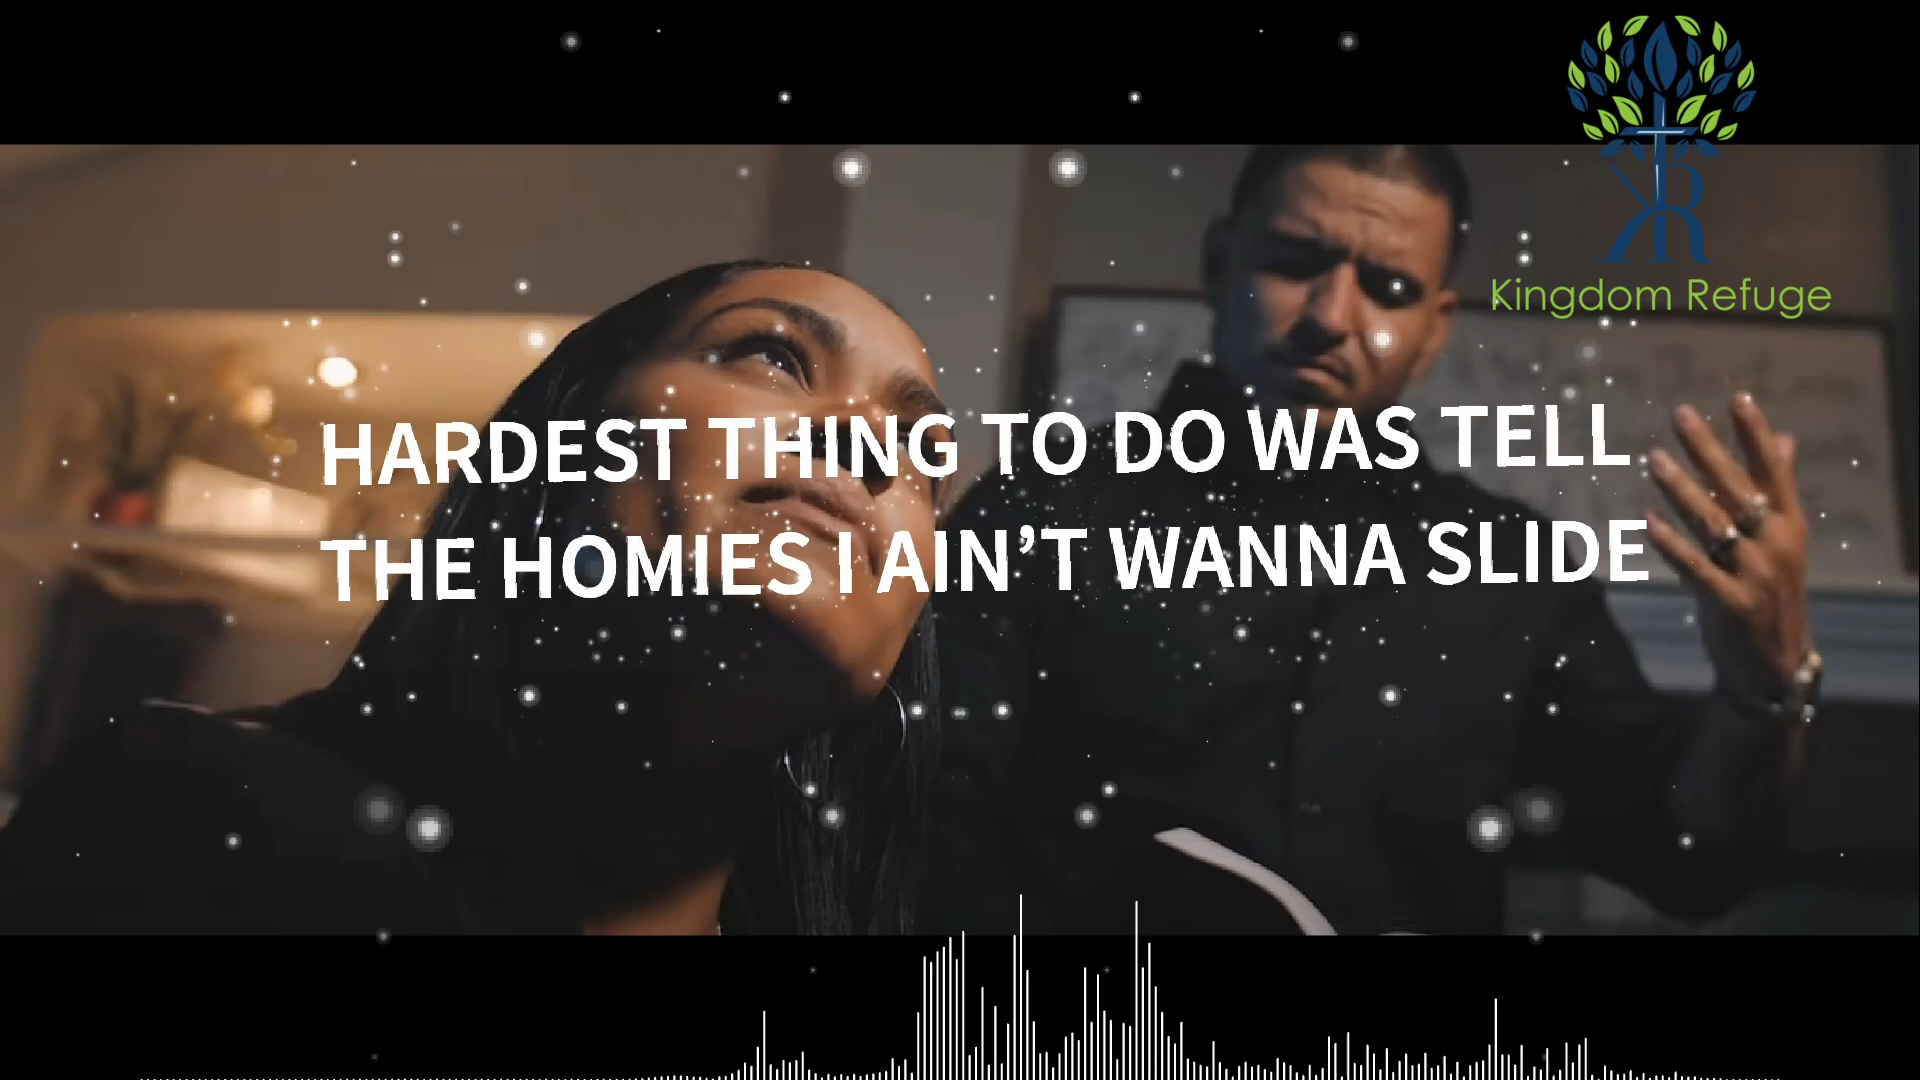 Kingdom Refuge
HARDEST THING TO DO WAS TELL
THE HOMIES I AIN’T WANNA SLIDE